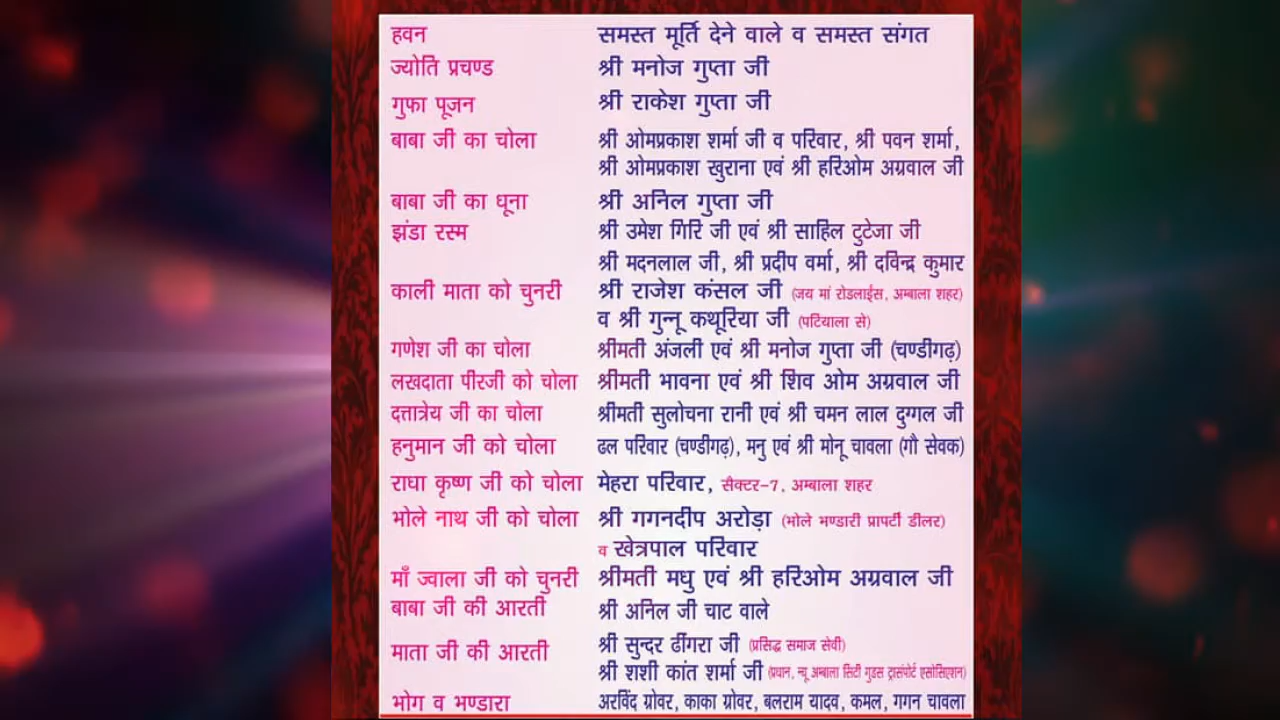 हवन समस्त मूर्ति देने वाले व समस्त संगत
ज्योति प्रचण्ड श्री मनोज गुप्ता जी
गुफा पूजन श्री राकेश गुप्ता जी
बाबा जी का चोला श्री ओमप्रकाश शर्मा जी व परिवार, श्री पवन शर्मा,
श्री ओमप्रकाश खुराना एवं श्री हरिओम अग्रवाल जी
बाबा जी का धूना श्री अनिल गुप्ता जी
झंडा रस्म श्री उमेश गिरि जी एवं श्री साहिल टुटेजा जी
श्री मदनलाल जी, श्री प्रदीप वर्मा, श्री दविन्द्र कुमार
काली माता को चुनरी श्री राजेश कंसल जी (जय मां रोडलाईंस, अम्बाला शहर)
व श्री गुन्नू कथूरिया जी (पटियाला से)
गणेश जी का चोला श्रीमती अंजली एवं श्री मनोज गुप्ता जी (चण्डीगढ़)
लखदाता पीरजी को चोला श्रीमती भावना एवं श्री शिव ओम अग्रवाल जी
दत्तात्रेय जी का चोला श्रीमती सुलोचना रानी एवं श्री चमन लाल दुग्गल जी
हनुमान जी को चोला ढल परिवार (चण्डीगढ़), मनु एवं श्री मोनू चावला (गौ सेवक)
राधा कृष्ण जी को चोला मेहरा परिवार, सैक्टर-7, अम्बाला शहर
भोले नाथ जी को चोला श्री गगनदीप अरोड़ा (भोले भण्डारी प्रापर्टी डीलर)
व खेत्रपाल परिवार
माँ ज्वाला जी को चुनरी श्रीमती मधु एवं श्री हरिओम अग्रवाल जी
बाबा जी की आरती श्री अनिल जी चाट वाले
माता जी की आरती श्री सुन्दर ढींगरा जी (प्रसिद्ध समाज सेवी)
श्री शशी कांत शर्मा जी (प्रधान, न्यू अम्बाला सिटी गुडस ट्रांसपोर्ट एसोसिएशन)
भोग व भण्डारा अरविंद ग्रोवर, काका ग्रोवर, बलराम यादव, कमल, गगन चावला